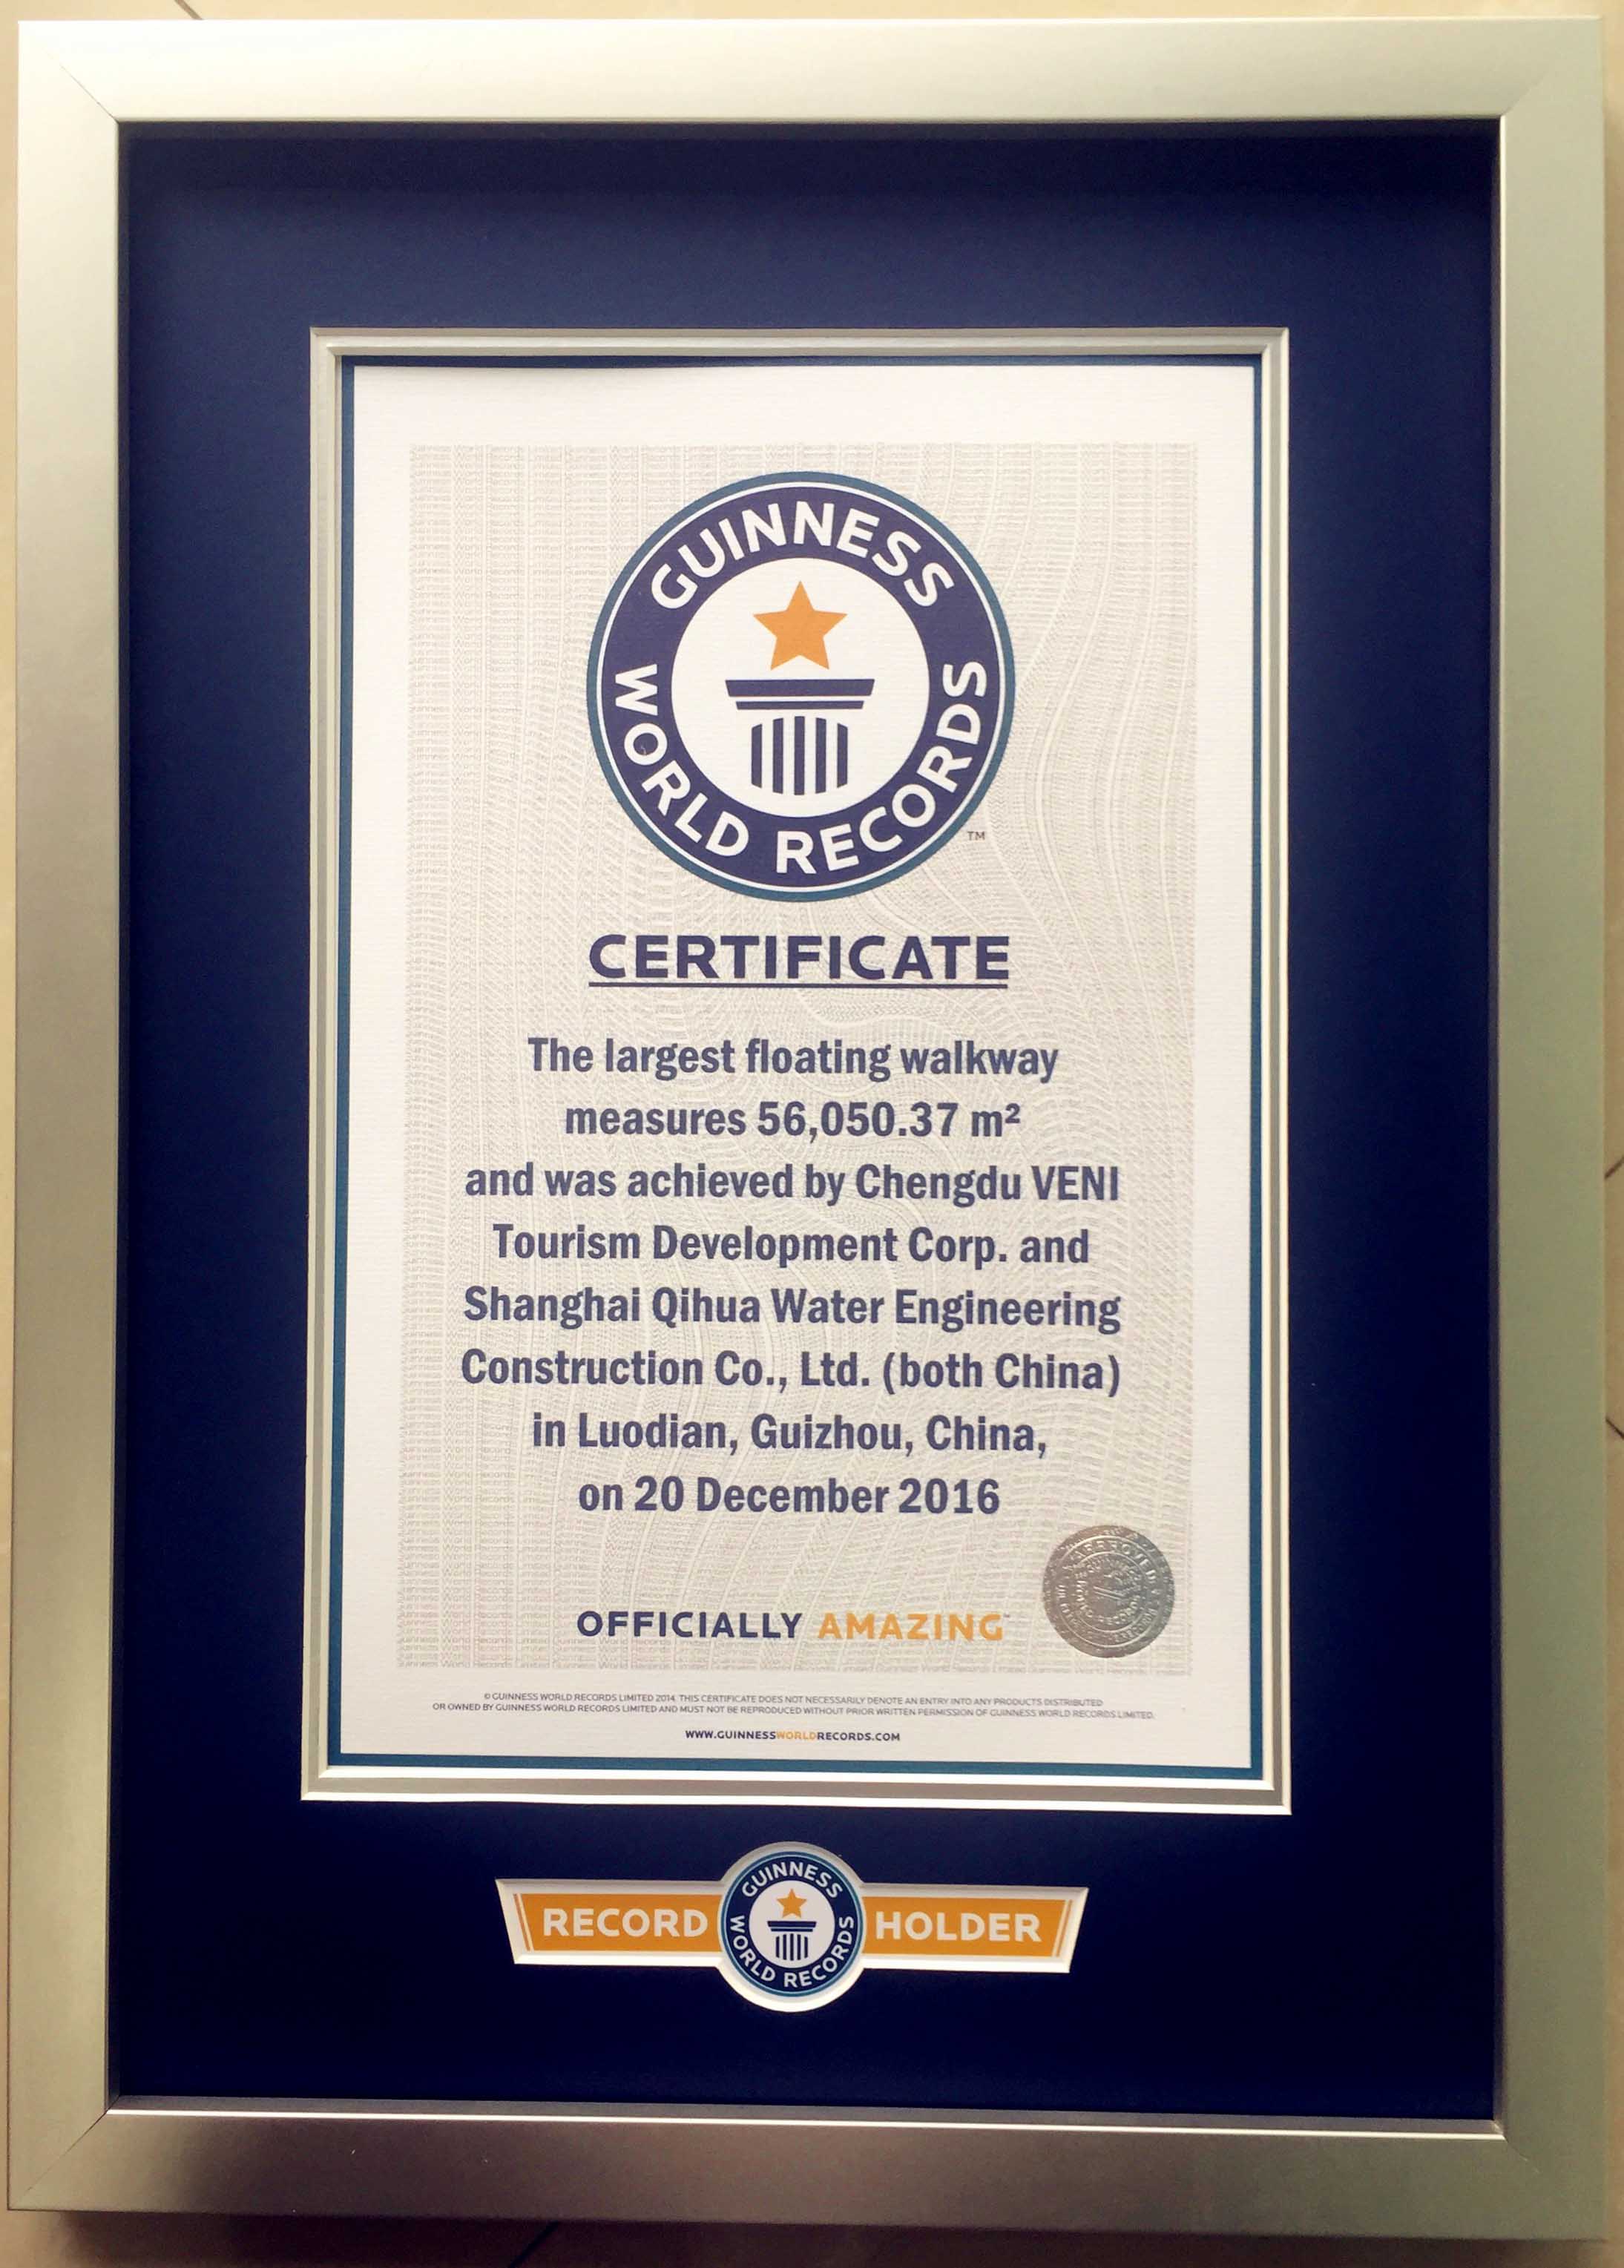 GUINNESS
WORLD RECORDS
TM
CERTIFICATE
The largest floating walkway
measures 56,050.37 m²
and was achieved by Chengdu VENI
Tourism Development Corp. and
Shanghai Qihua Water Engineering
Construction Co., Ltd. (both China)
in Luodian, Guizhou, China,
on 20 December 2016
APPROVED
OFFICIALLY AMAZING™
© GUINNESS WORLD RECORDS LIMITED 2014. THIS CERTIFICATE DOES NOT NECESSARILY DENOTE AN ENTRY INTO ANY PRODUCTS DISTRIBUTED
OR OWNED BY GUINNESS WORLD RECORDS LIMITED AND MUST NOT BE REPRODUCED WITHOUT PRIOR WRITTEN PERMISSION OF GUINNESS WORLD RECORDS LIMITED.
WWW.GUINNESSWORLDRECORDS.COM
RECORD GUINNESS WORLD RECORDS HOLDER